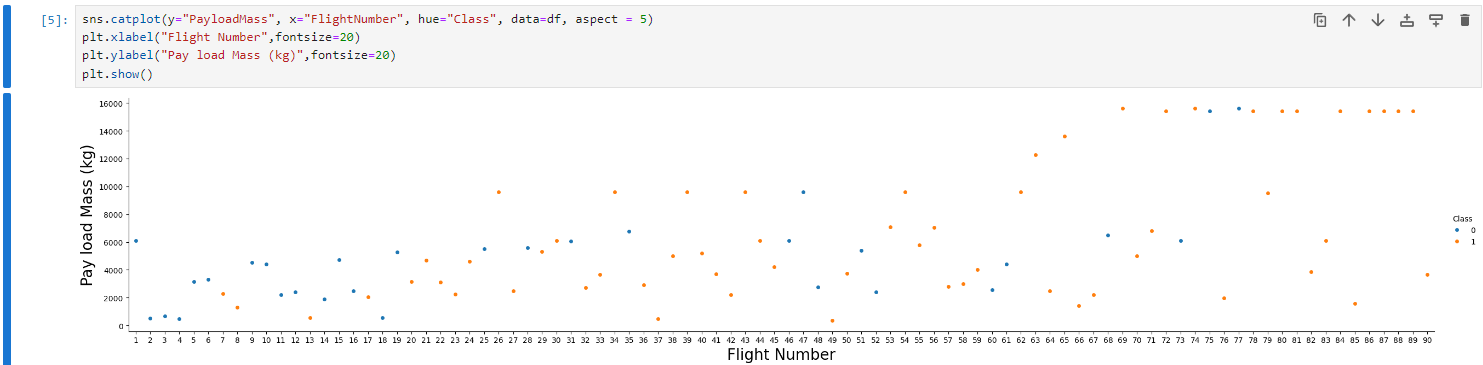 [5]:
sns.catplot(y="PayloadMass", x="FlightNumber", hue="Class", data=df, aspect = 5)
plt.xlabel("Flight Number",fontsize=20)
plt.ylabel("Pay load Mass (kg)",fontsize=20)
plt.show()
Pay load Mass (kg)
16000
14000
12000
10000
8000
6000
4000
2000
0
Class
0
1
1 2 3 4 5 6 7 8 9 10 11 12 13 14 15 16 17 18 19 20 21 22 23 24 25 26 27 28 29 30 31 32 33 34 35 36 37 38 39 40 41 42 43 44 45 46 47 48 49 50 51 52 53 54 55 56 57 58 59 60 61 62 63 64 65 66 67 68 69 70 71 72 73 74 75 76 77 78 79 80 81 82 83 84 85 86 87 88 89 90
Flight Number